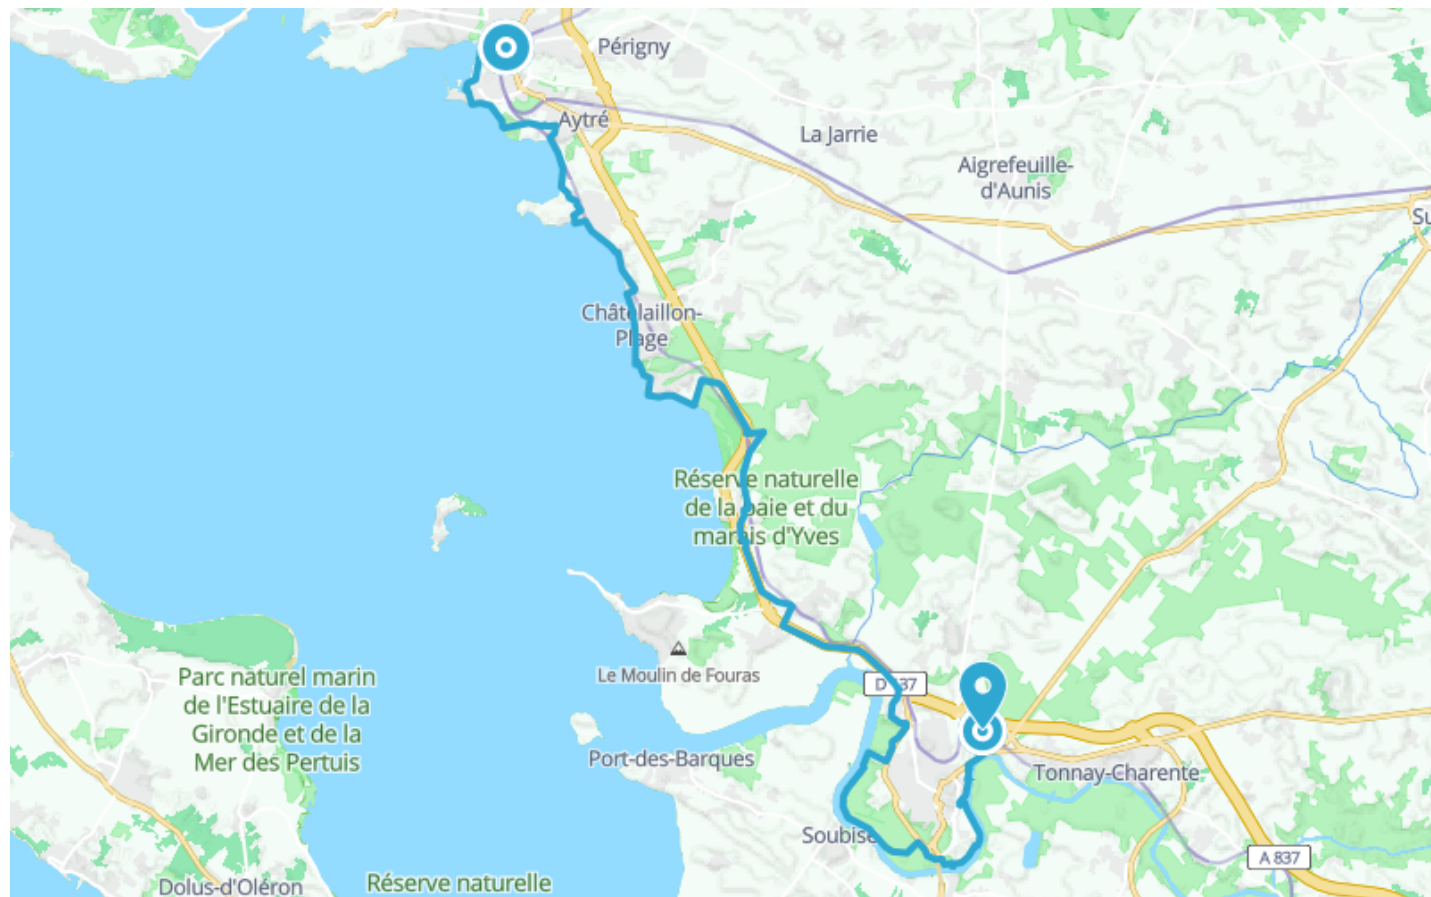 Périgny
Aytré
La Jarrie
Aigrefeuille-
d'Aunis
Su
Châtelaillon-
Plage
Réserve naturelle
de la baie et du
marais d'Yves
Le Moulin de Fouras
Parc naturel marin
de l'Estuaire de la
Gironde et de la
Mer des Pertuis
D 137
Port-des-Barques
Tonnay-Charente
Soubise
A 837
Dolus-d'Oléron
Réserve naturelle